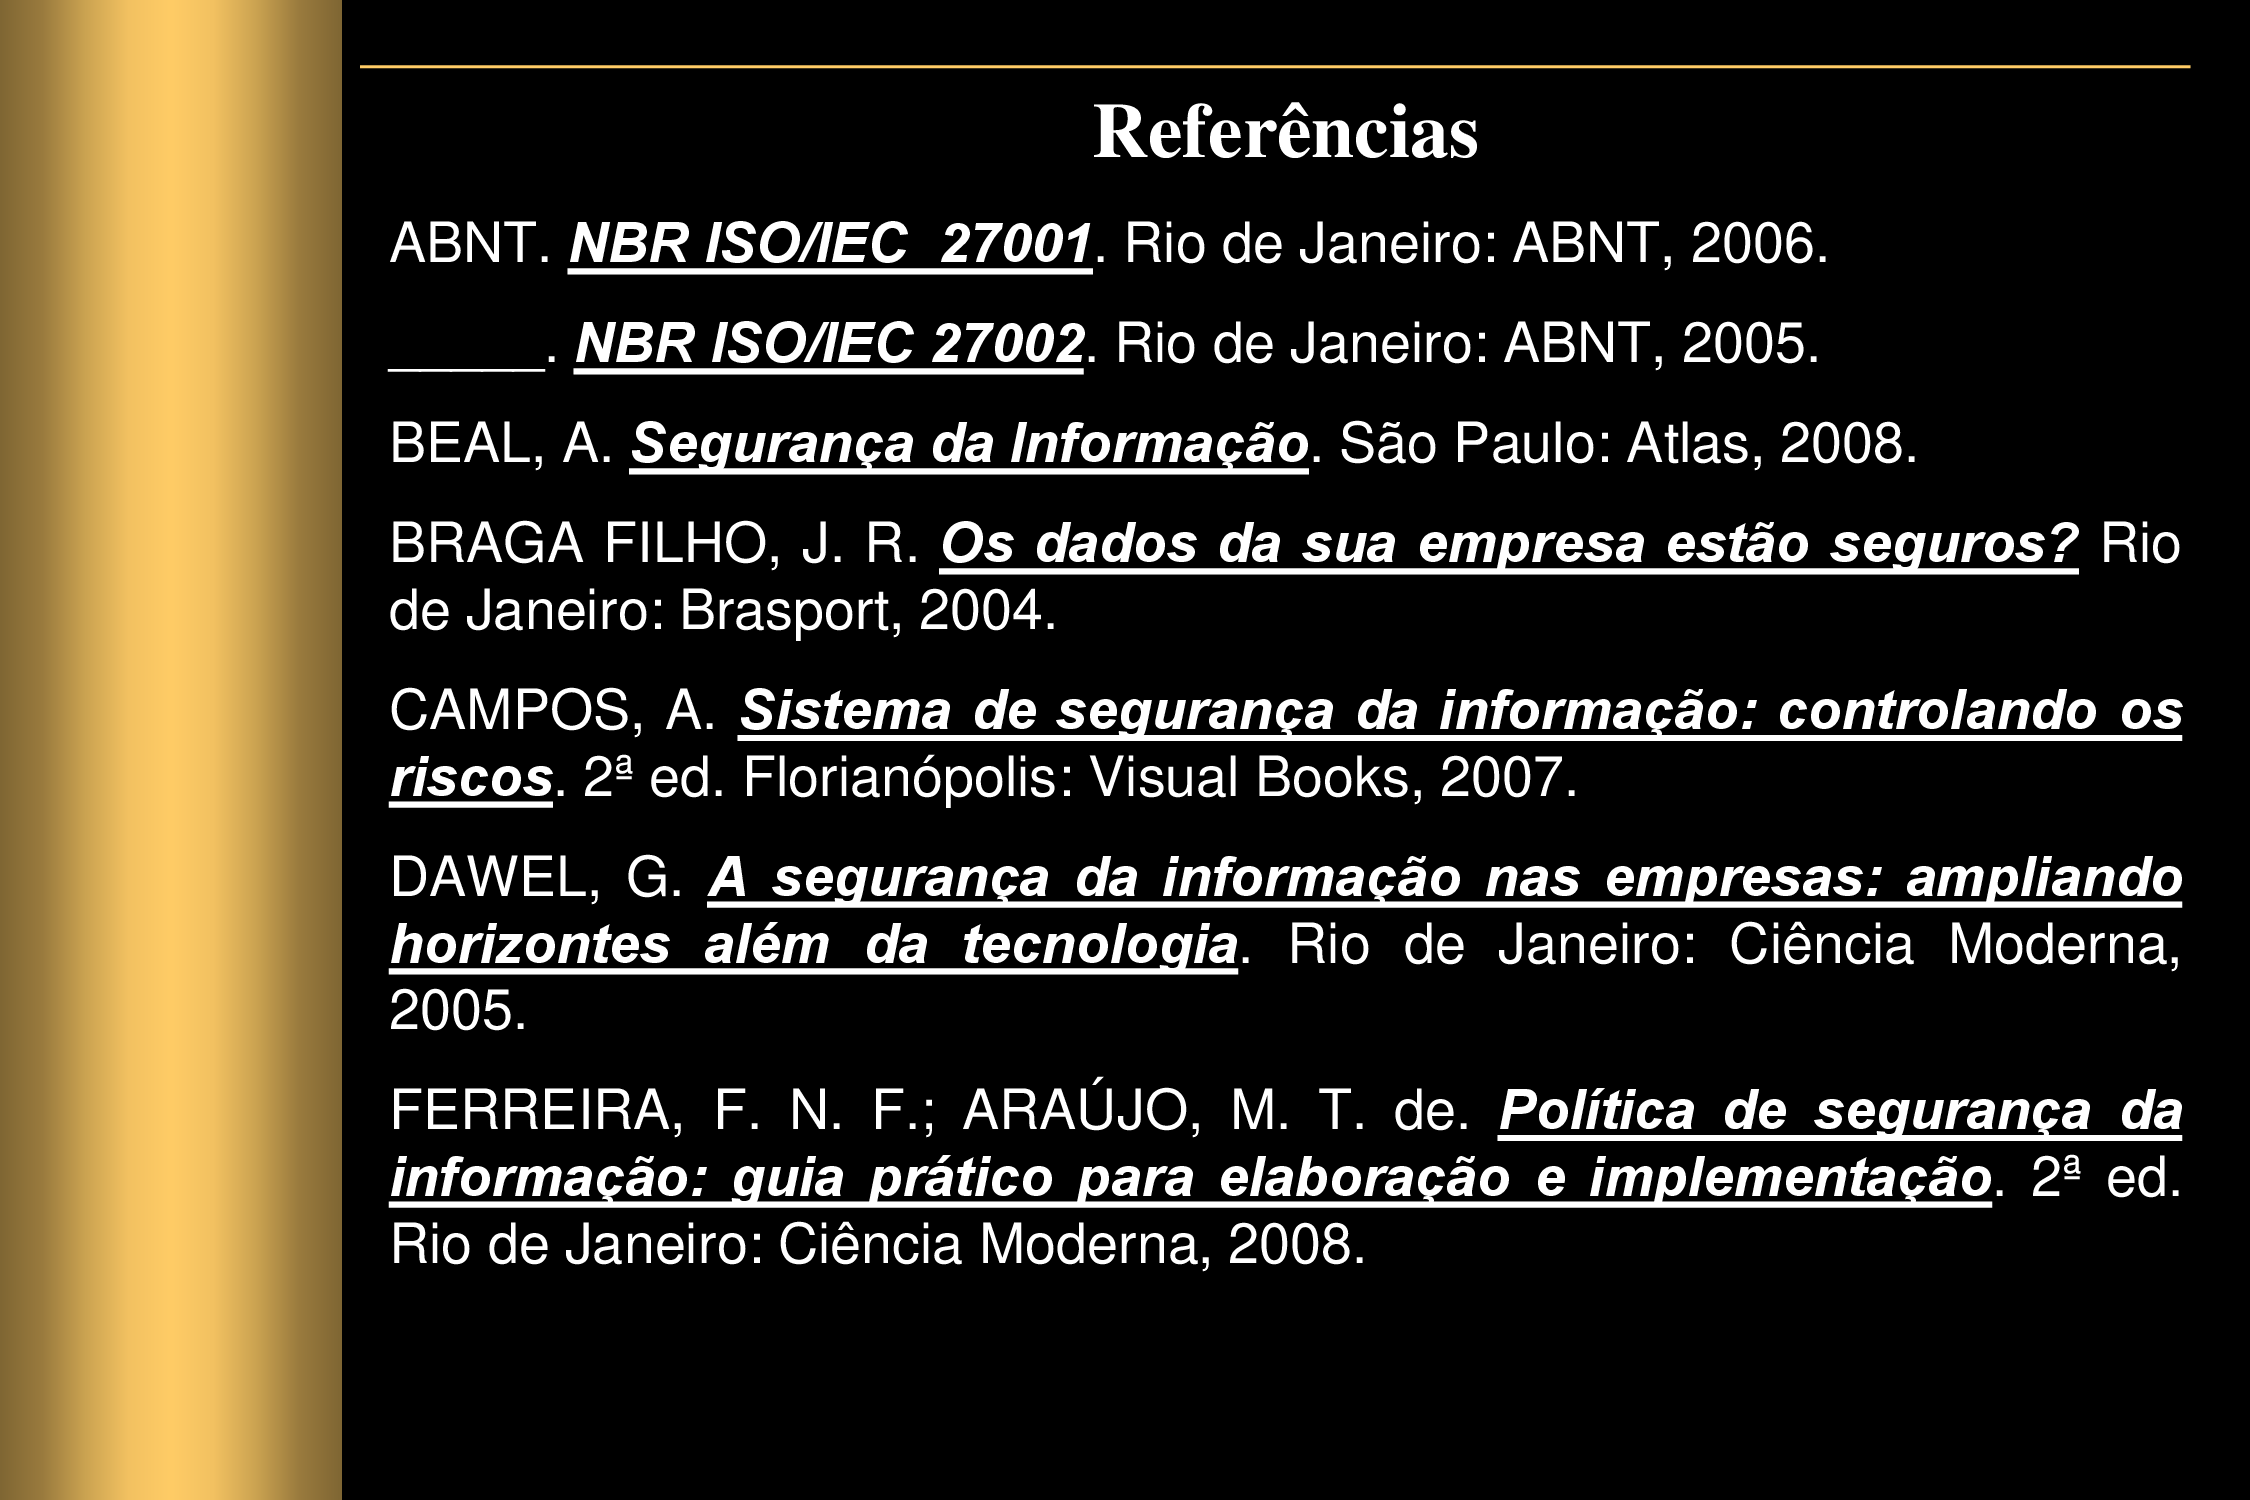 Referências
ABNT. NBR ISO/IEC  27001. Rio de Janeiro: ABNT, 2006.
_____. NBR ISO/IEC 27002. Rio de Janeiro: ABNT, 2005.
BEAL, A. Segurança da Informação. São Paulo: Atlas, 2008.
BRAGA FILHO, J. R. Os dados da sua empresa estão seguros? Rio
de Janeiro: Brasport, 2004.
CAMPOS, A. Sistema de segurança da informação: controlando os
riscos. 2ª ed. Florianópolis: Visual Books, 2007.
DAWEL, G. A segurança da informação nas empresas: ampliando
horizontes além da tecnologia. Rio de Janeiro: Ciência Moderna,
2005.
FERREIRA, F. N. F.; ARAÚJO, M. T. de. Política de segurança da
informação: guia prático para elaboração e implementação. 2ª ed.
Rio de Janeiro: Ciência Moderna, 2008.